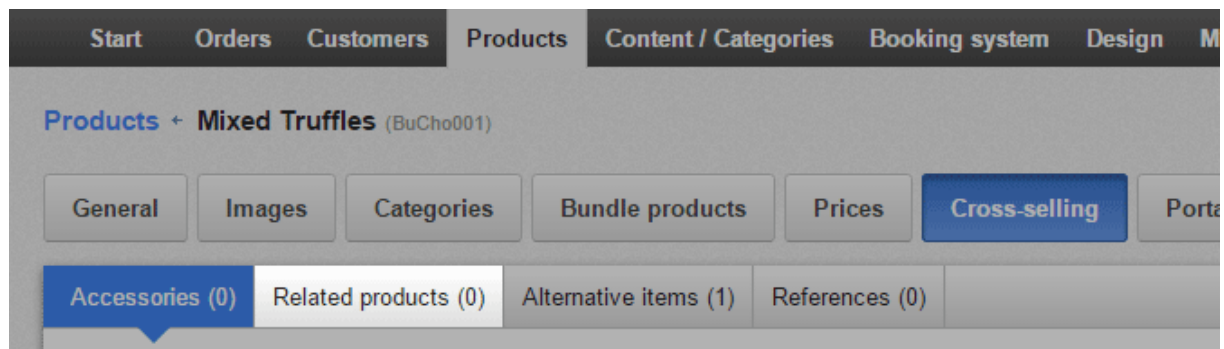 Start Orders Customers Products Content / Categories Booking system Design M
Products ← Mixed Truffles (BuCho001)
General Images Categories Bundle products Prices Cross-selling Porta
Accessories (0) Related products (0) Alternative items (1) References (0)